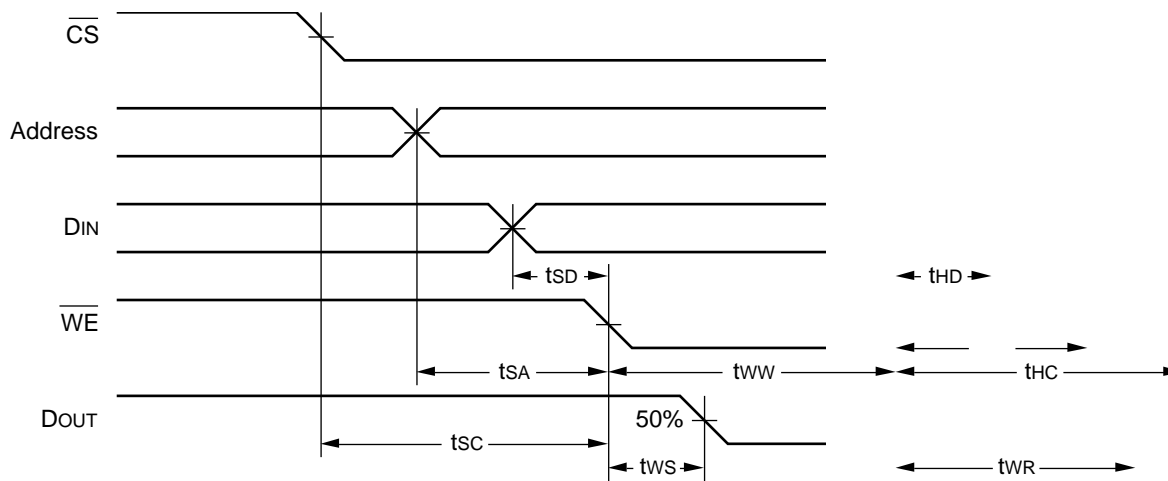 CS
Address
DIN
tSD
tHD
WE
tSA
tWW
tHC
DOUT
50%
tSC
tWS
tWR